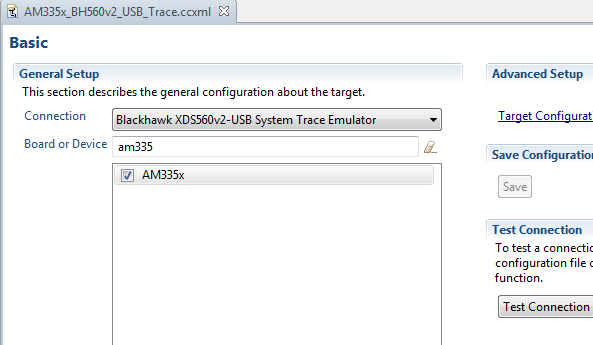 AM335x_BH560v2_USB_Trace.ccxml
Basic
General Setup
This section describes the general configuration about the target.
Connection
Blackhawk XDS560v2-USB System Trace Emulator
Board or Device
am335
AM335x
Advanced Setup
Target Configurat
Save Configuration
Save
Test Connection
To test a connectio
configuration file o
function.
Test Connection